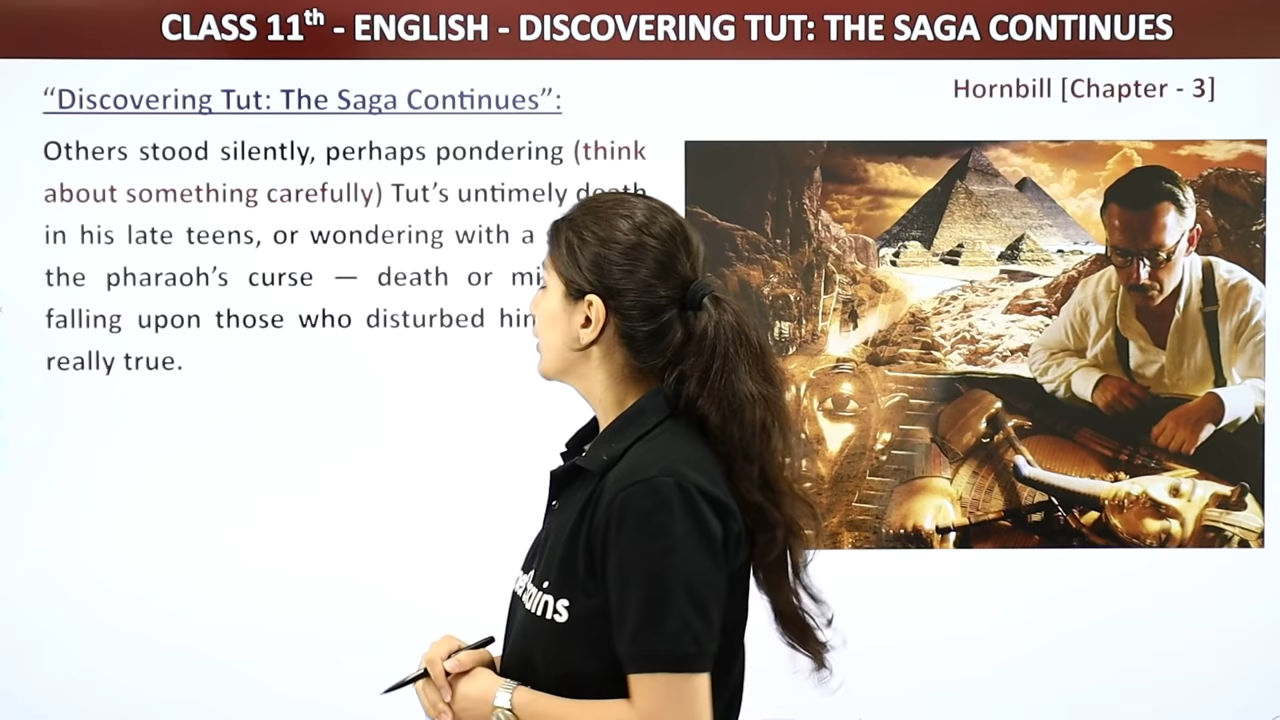 CLASS 11th - ENGLISH - DISCOVERING TUT: THE SAGA CONTINUES
Hornbill [Chapter - 3]
“Discovering Tut: The Saga Continues”:
Others stood silently, perhaps pondering (think
about something carefully) Tut’s untimely death
in his late teens, or wondering with a
the pharaoh’s curse — death or
falling upon those who disturbed
really true.